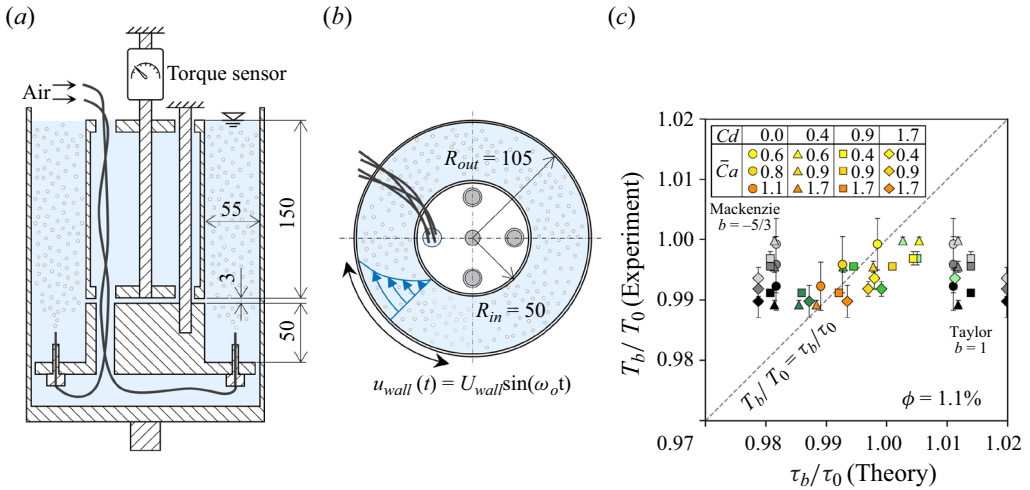 (a)
Torque sensor
Air
55
150
3
50
(b)
R_out = 105
R_in = 50
u_wall (t) = U_wall sin(ω_o t)
(c)
T_b / T_0 (Experiment)
1.02
1.01
1.00
0.99
0.98
0.97
Cd 0.0 0.4 0.9 1.7
C̄a 0.6 0.6 0.4 0.4
0.8 0.9 0.9 0.9
1.1 1.7 1.7 1.7
Mackenzie
b = –5/3
Taylor
b = 1
T_b / T_0 = τ_b/τ_0
ϕ = 1.1%
0.98 0.99 1.00 1.01 1.02
τ_b/τ_0 (Theory)